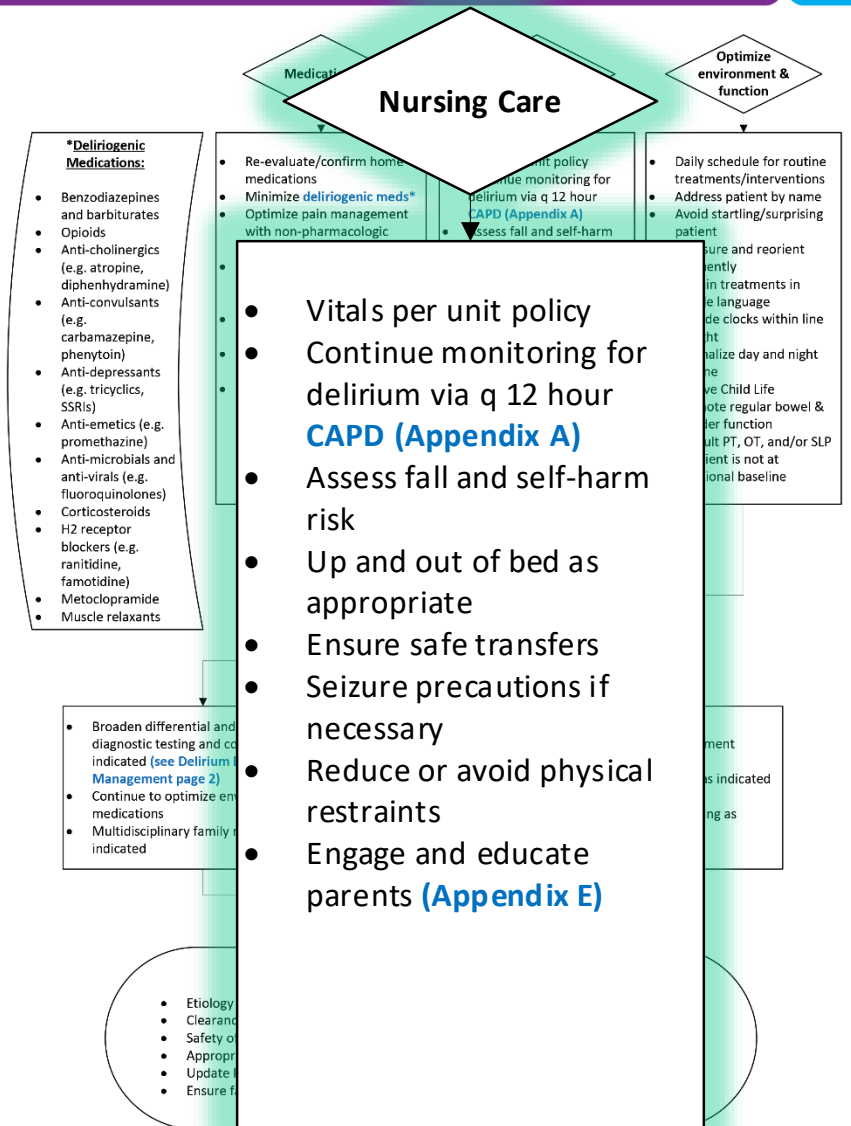 Medicati
Nursing Care
Optimize
environment &
function
*Deliriogenic
Medications:
• Benzodiazepines
and barbiturates
• Opioids
• Anti-cholinergics
(e.g. atropine,
diphenhydramine)
• Anti-convulsants
(e.g.
carbamazepine,
phenytoin)
• Anti-depressants
(e.g. tricyclics,
SSRIs)
• Anti-emetics (e.g.
promethazine)
• Anti-microbials and
anti-virals (e.g.
fluoroquinolones)
• Corticosteroids
• H2 receptor
blockers (e.g.
ranitidine,
famotidine)
• Metoclopramide
• Muscle relaxants
• Re-evaluate/confirm home
medications
• Minimize deliriogenic meds*
• Optimize pain management
with non-pharmacologic
unit policy
monitoring for
delirium via q 12 hour
CAPD (Appendix A)
• Assess fall and self-harm
• Daily schedule for routine
treatments/interventions
• Address patient by name
• Avoid startling/surprising
patient
sure and reorient
ently
in treatments in
e language
de clocks within line
ght
nalize day and night
ne
ve Child Life
ote regular bowel &
er function
ult PT, OT, and/or SLP
ient is not at
ional baseline
• Vitals per unit policy
• Continue monitoring for
delirium via q 12 hour
CAPD (Appendix A)
• Assess fall and self-harm
risk
• Up and out of bed as
appropriate
• Ensure safe transfers
• Seizure precautions if
necessary
• Reduce or avoid physical
restraints
• Engage and educate
parents (Appendix E)
• Broaden differential and
diagnostic testing and co
indicated (see Delirium
Management page 2)
• Continue to optimize en
medications
• Multidisciplinary family
indicated
ment
as indicated
ng as
• Etiology
• Clearanc
• Safety of
• Appropr
• Update
• Ensure fa